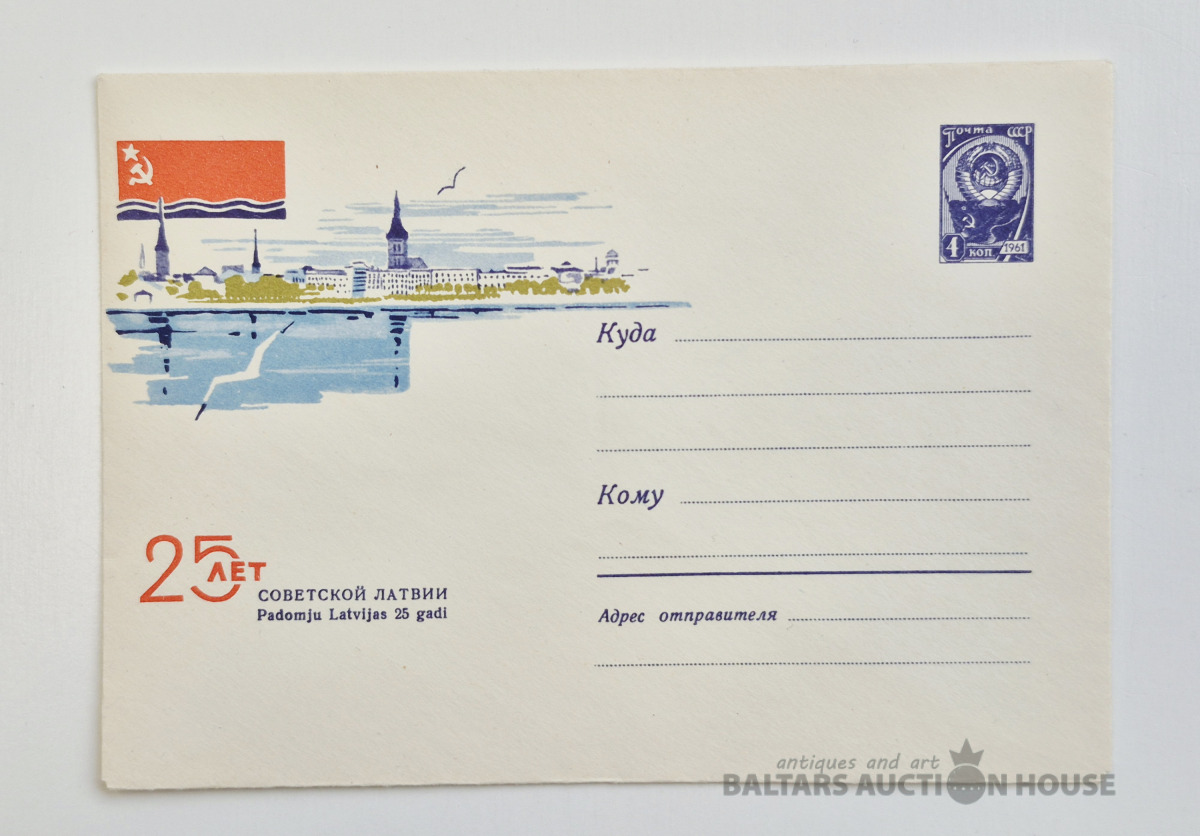 Почта СССР
4 коп. 1961
Куда
Кому
25 ЛЕТ
СОВЕТСКОЙ ЛАТВИИ
Padomju Latvijas 25 gadi
Адрес отправителя
antiques and art
BALTARS AUCTION HOUSE